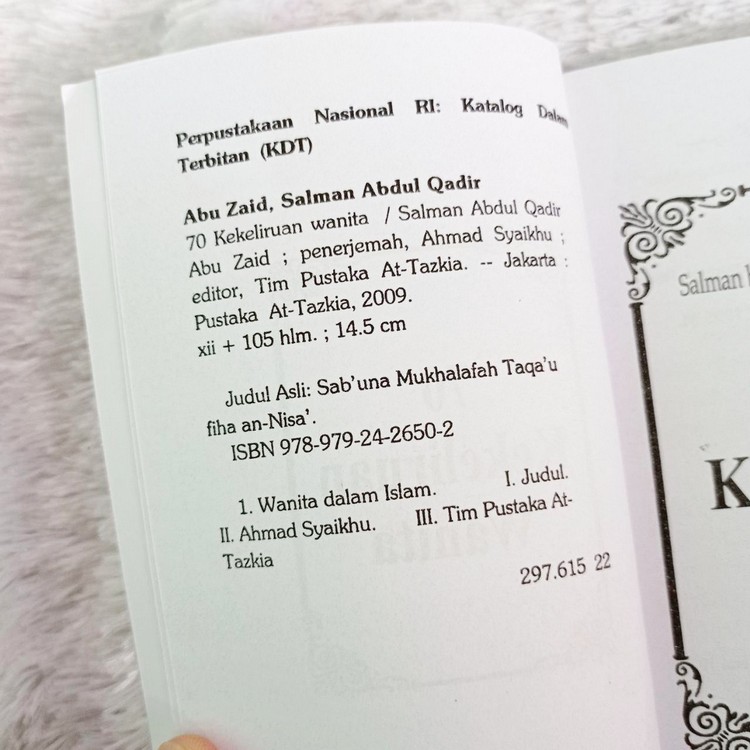 Perpustakaan Nasional RI: Katalog Dalam
Terbitan (KDT)
Abu Zaid, Salman Abdul Qadir
70 Kekeliruan wanita / Salman Abdul Qadir
Abu Zaid ; penerjemah, Ahmad Syaikhu ;
editor, Tim Pustaka At-Tazkia. -- Jakarta :
Pustaka At-Tazkia, 2009.
xii + 105 hlm. ; 14.5 cm
Judul Asli: Sab'una Mukhalafah Taqa'u
fiha an-Nisa'.
ISBN 978-979-24-2650-2
1. Wanita dalam Islam. I. Judul.
II. Ahmad Syaikhu. III. Tim Pustaka At-
Tazkia
297.615 22
Salman
K